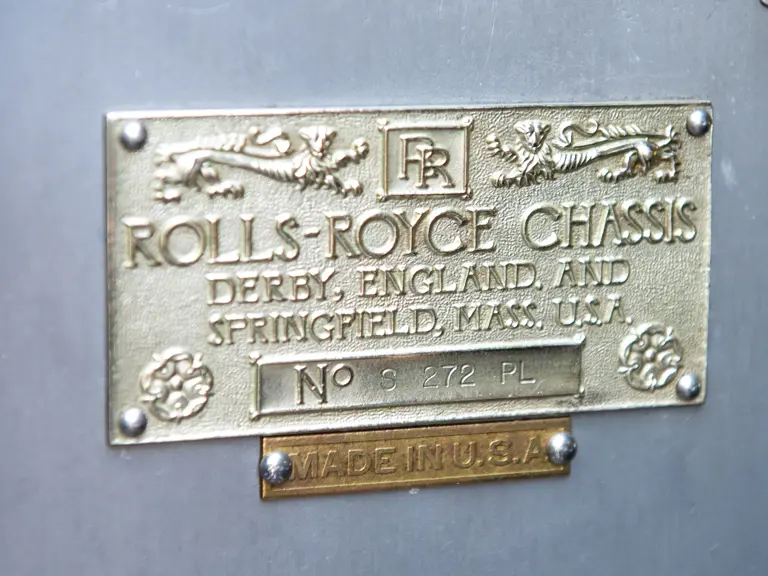 RR
ROLLS-ROYCE CHASSIS
DERBY, ENGLAND, AND
SPRINGFIELD, MASS. U.S.A.
No S 272 PL
MADE IN U.S.A